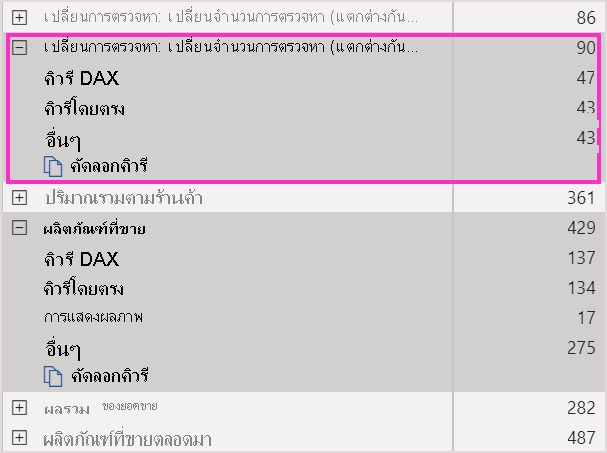 เปลี่ยนการตรวจหา: เปลี่ยนจำนวนการตรวจหา (แตกต่างกัน... 86
เปลี่ยนการตรวจหา: เปลี่ยนจำนวนการตรวจหา (แตกต่างกัน... 90
คิวรี DAX 47
คิวรีโดยตรง 43
อื่นๆ 43
คัดลอกคิวรี
ปริมาณรวมตามร้านค้า 361
ผลิตภัณฑ์ที่ขาย 429
คิวรี DAX 137
คิวรีโดยตรง 134
การแสดงผลภาพ 17
อื่นๆ 275
คัดลอกคิวรี
ผลรวม ของยอดขาย 282
ผลิตภัณฑ์ที่ขายตลอดมา 487